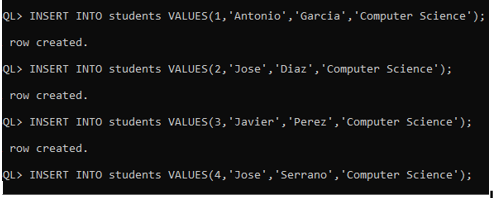 QL> INSERT INTO students VALUES(1,'Antonio','Garcia','Computer Science');
row created.
QL> INSERT INTO students VALUES(2,'Jose','Diaz','Computer Science');
row created.
QL> INSERT INTO students VALUES(3,'Javier','Perez','Computer Science');
row created.
QL> INSERT INTO students VALUES(4,'Jose','Serrano','Computer Science');